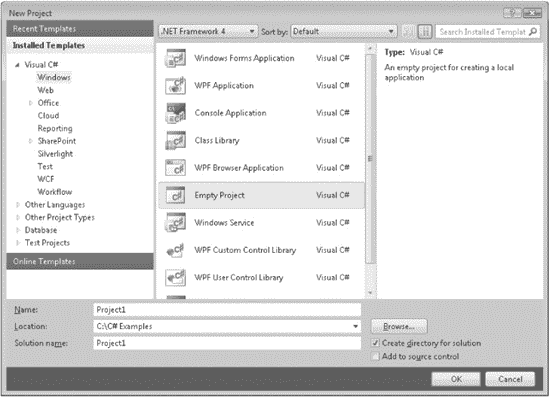 New Project
Recent Templates
Installed Templates
Visual C#
Windows
Web
Office
Cloud
Reporting
SharePoint
Silverlight
Test
WCF
Workflow
Other Languages
Other Project Types
Database
Test Projects
Online Templates
.NET Framework 4
Sort by: Default
Windows Forms Application Visual C#
WPF Application Visual C#
Console Application Visual C#
Class Library Visual C#
WPF Browser Application Visual C#
Empty Project Visual C#
Windows Service Visual C#
WPF Custom Control Library Visual C#
WPF User Control Library Visual C#
Search Installed Templat
Type: Visual C#
An empty project for creating a local
application
Name: Project1
Location: C:\C# Examples
Browse...
Solution name: Project1
Create directory for solution
Add to source control
OK
Cancel